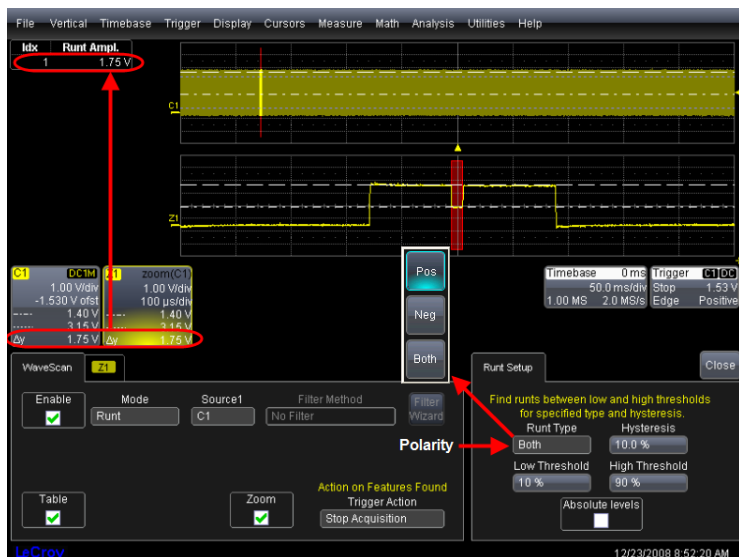 File Vertical Timebase Trigger Display Cursors Measure Math Analysis Utilities Help
Idx Runt Ampl.
1 1.75 V
C1
Z1
C1 DC1M
1.00 V/div
-1.530 V ofst
1.40 V
3.15 V
Δy 1.75 V
Z1 zoom(C1)
1.00 V/div
100 µs/div
1.40 V
3.15 V
Δy 1.75 V
Pos
Neg
Both
Timebase 0 ms
50.0 ms/div
1.00 MS 2.0 MS/s
Trigger C1 DC
Stop 1.53 V
Edge Positive
WaveScan Z1
Enable
Mode
Runt
Source1
C1
Filter Method
No Filter
Filter Wizard
Polarity
Table
Zoom
Action on Features Found
Trigger Action
Stop Acquisition
Runt Setup
Close
Find runts between low and high thresholds
for specified type and hysteresis.
Runt Type Hysteresis
Both 10.0 %
Low Threshold High Threshold
10 % 90 %
Absolute levels
LeCroy
12/23/2008 8:52:20 AM